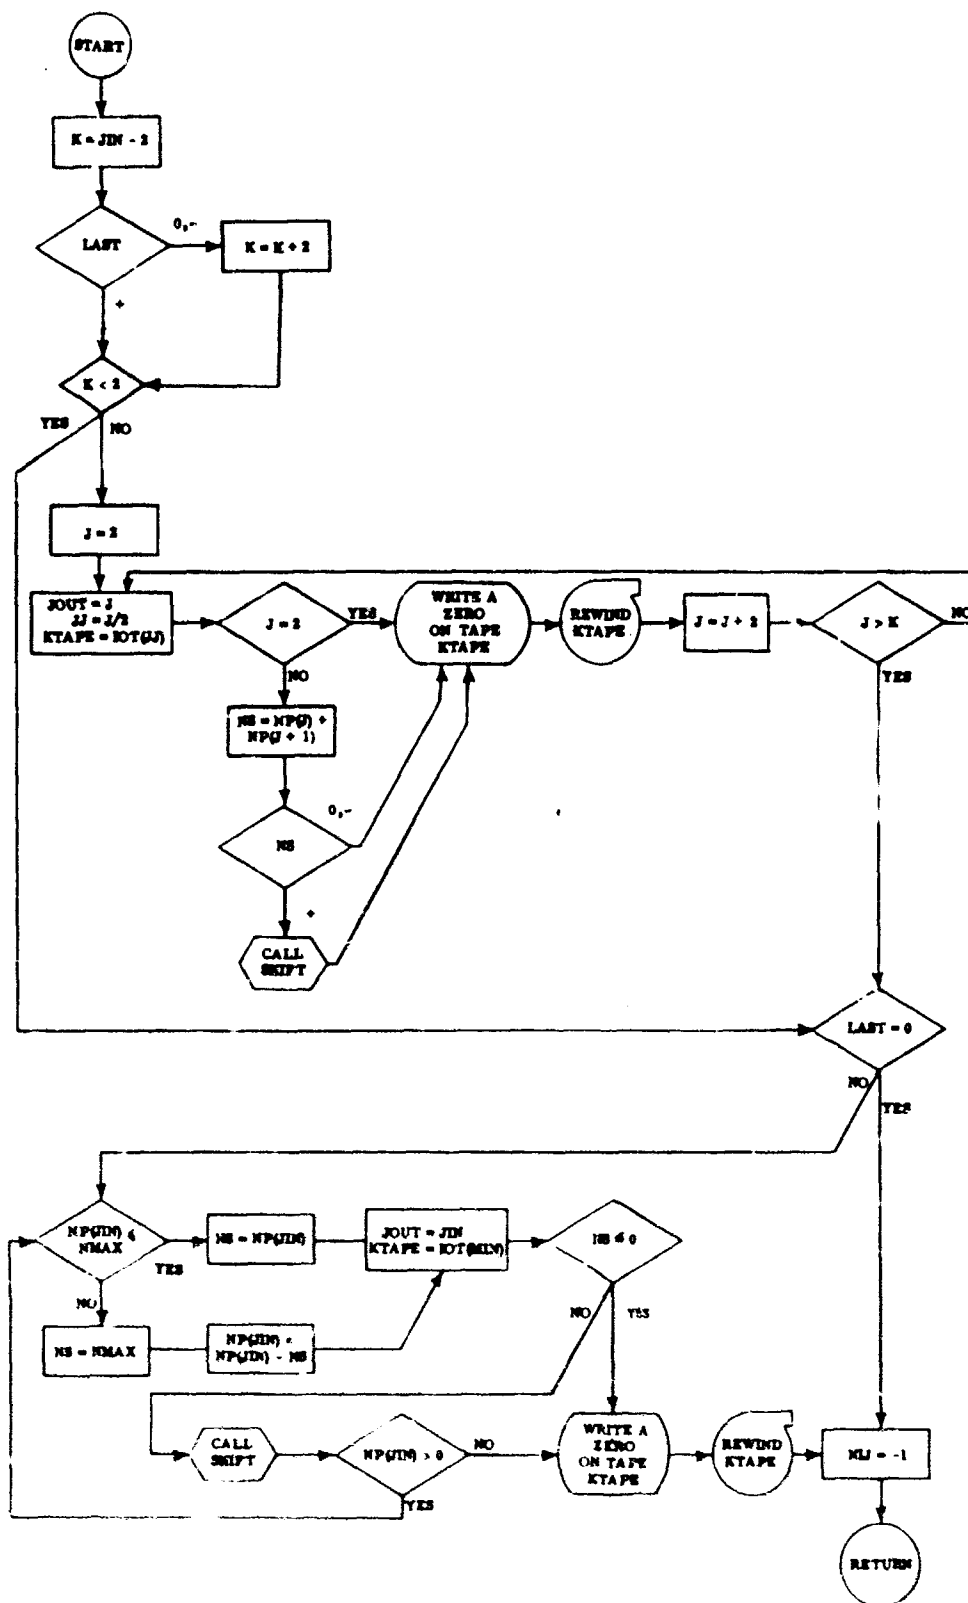 START
K = JIN - 2
LAST
0,-
K = K + 2
+
K < 2
YES
NO
J = 2
JOUT = J
JJ = J/2
KTAPE = IOT(JJ)
J = 2
YES
WRITE A
ZERO
ON TAPE
KTAPE
REWIND
KTAPE
J = J + 2
J > K
NO
NO
YES
NS = NP(J) +
NP(J + 1)
0,-
NS
+
CALL
SHIFT
LAST = 0
NO
YES
NP(JIN) ≤
NMAX
YES
NS = NP(JIN)
JOUT = JIN
KTAPE = IOT(MIN)
NS ≤ 0
NO
NO
YES
NS = NMAX
NP(JIN) =
NP(JIN) - NS
CALL
SHIFT
NP(JIN) > 0
NO
WRITE A
ZERO
ON TAPE
KTAPE
REWIND
KTAPE
= -1
YES
RETURN